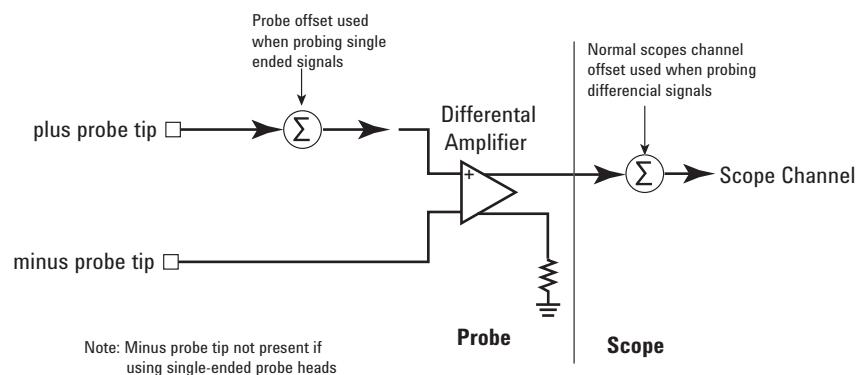 Probe offset used
when probing single
ended signals
Normal scopes channel
offset used when probing
differencial signals
plus probe tip
Σ
Differental
Amplifier
+
Σ
Scope Channel
minus probe tip
Probe
Scope
Note: Minus probe tip not present if
using single-ended probe heads